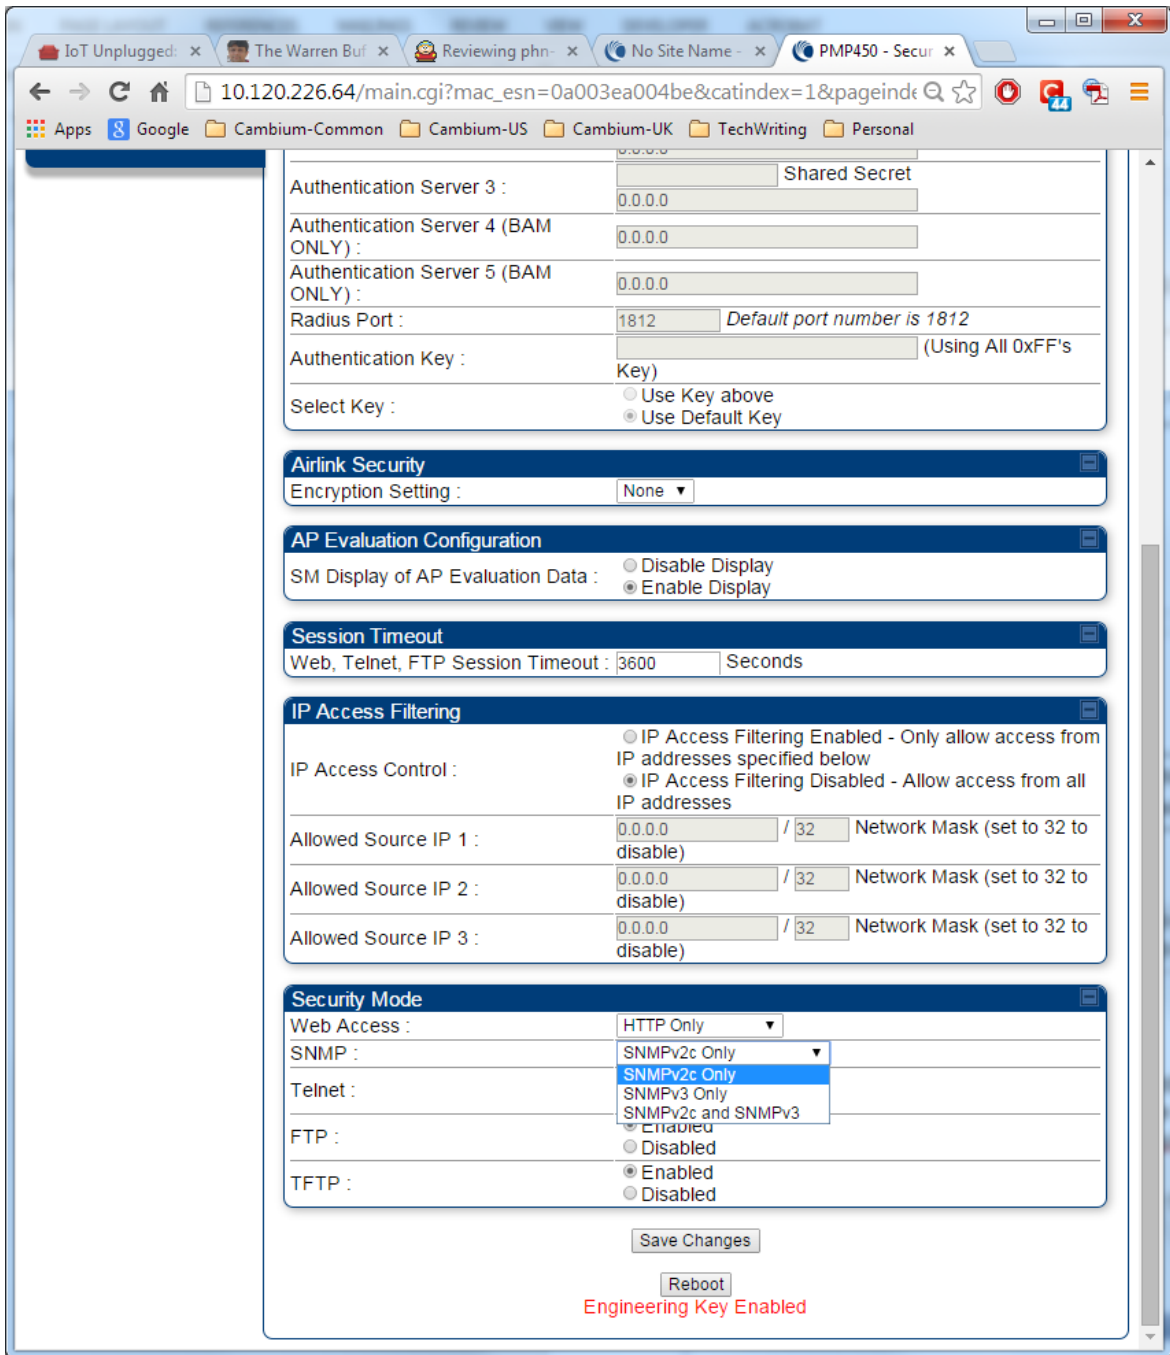 IoT Unplugged:
The Warren Buf
Reviewing phn-
No Site Name -
PMP450 - Secur
10.120.226.64/main.cgi?mac_esn=0a003ea004be&catindex=1&pageinde
44
Apps Google Cambium-Common Cambium-US Cambium-UK TechWriting Personal
Authentication Server 3 : Shared Secret
0.0.0.0
Authentication Server 4 (BAM
ONLY) :
0.0.0.0
Authentication Server 5 (BAM
ONLY) :
0.0.0.0
Radius Port : 1812 Default port number is 1812
Authentication Key : (Using All 0xFF's
Key)
Select Key :
Use Key above
Use Default Key
Airlink Security
Encryption Setting : None
AP Evaluation Configuration
SM Display of AP Evaluation Data :
Disable Display
Enable Display
Session Timeout
Web, Telnet, FTP Session Timeout : 3600 Seconds
IP Access Filtering
IP Access Control :
IP Access Filtering Enabled - Only allow access from
IP addresses specified below
IP Access Filtering Disabled - Allow access from all
IP addresses
Allowed Source IP 1 : 0.0.0.0 / 32 Network Mask (set to 32 to
disable)
Allowed Source IP 2 : 0.0.0.0 / 32 Network Mask (set to 32 to
disable)
Allowed Source IP 3 : 0.0.0.0 / 32 Network Mask (set to 32 to
disable)
Security Mode
Web Access : HTTP Only
SNMP : SNMPv2c Only
SNMPv2c Only
SNMPv3 Only
SNMPv2c and SNMPv3
Telnet :
FTP :
Enabled
Disabled
TFTP :
Enabled
Disabled
Save Changes
Reboot
Engineering Key Enabled